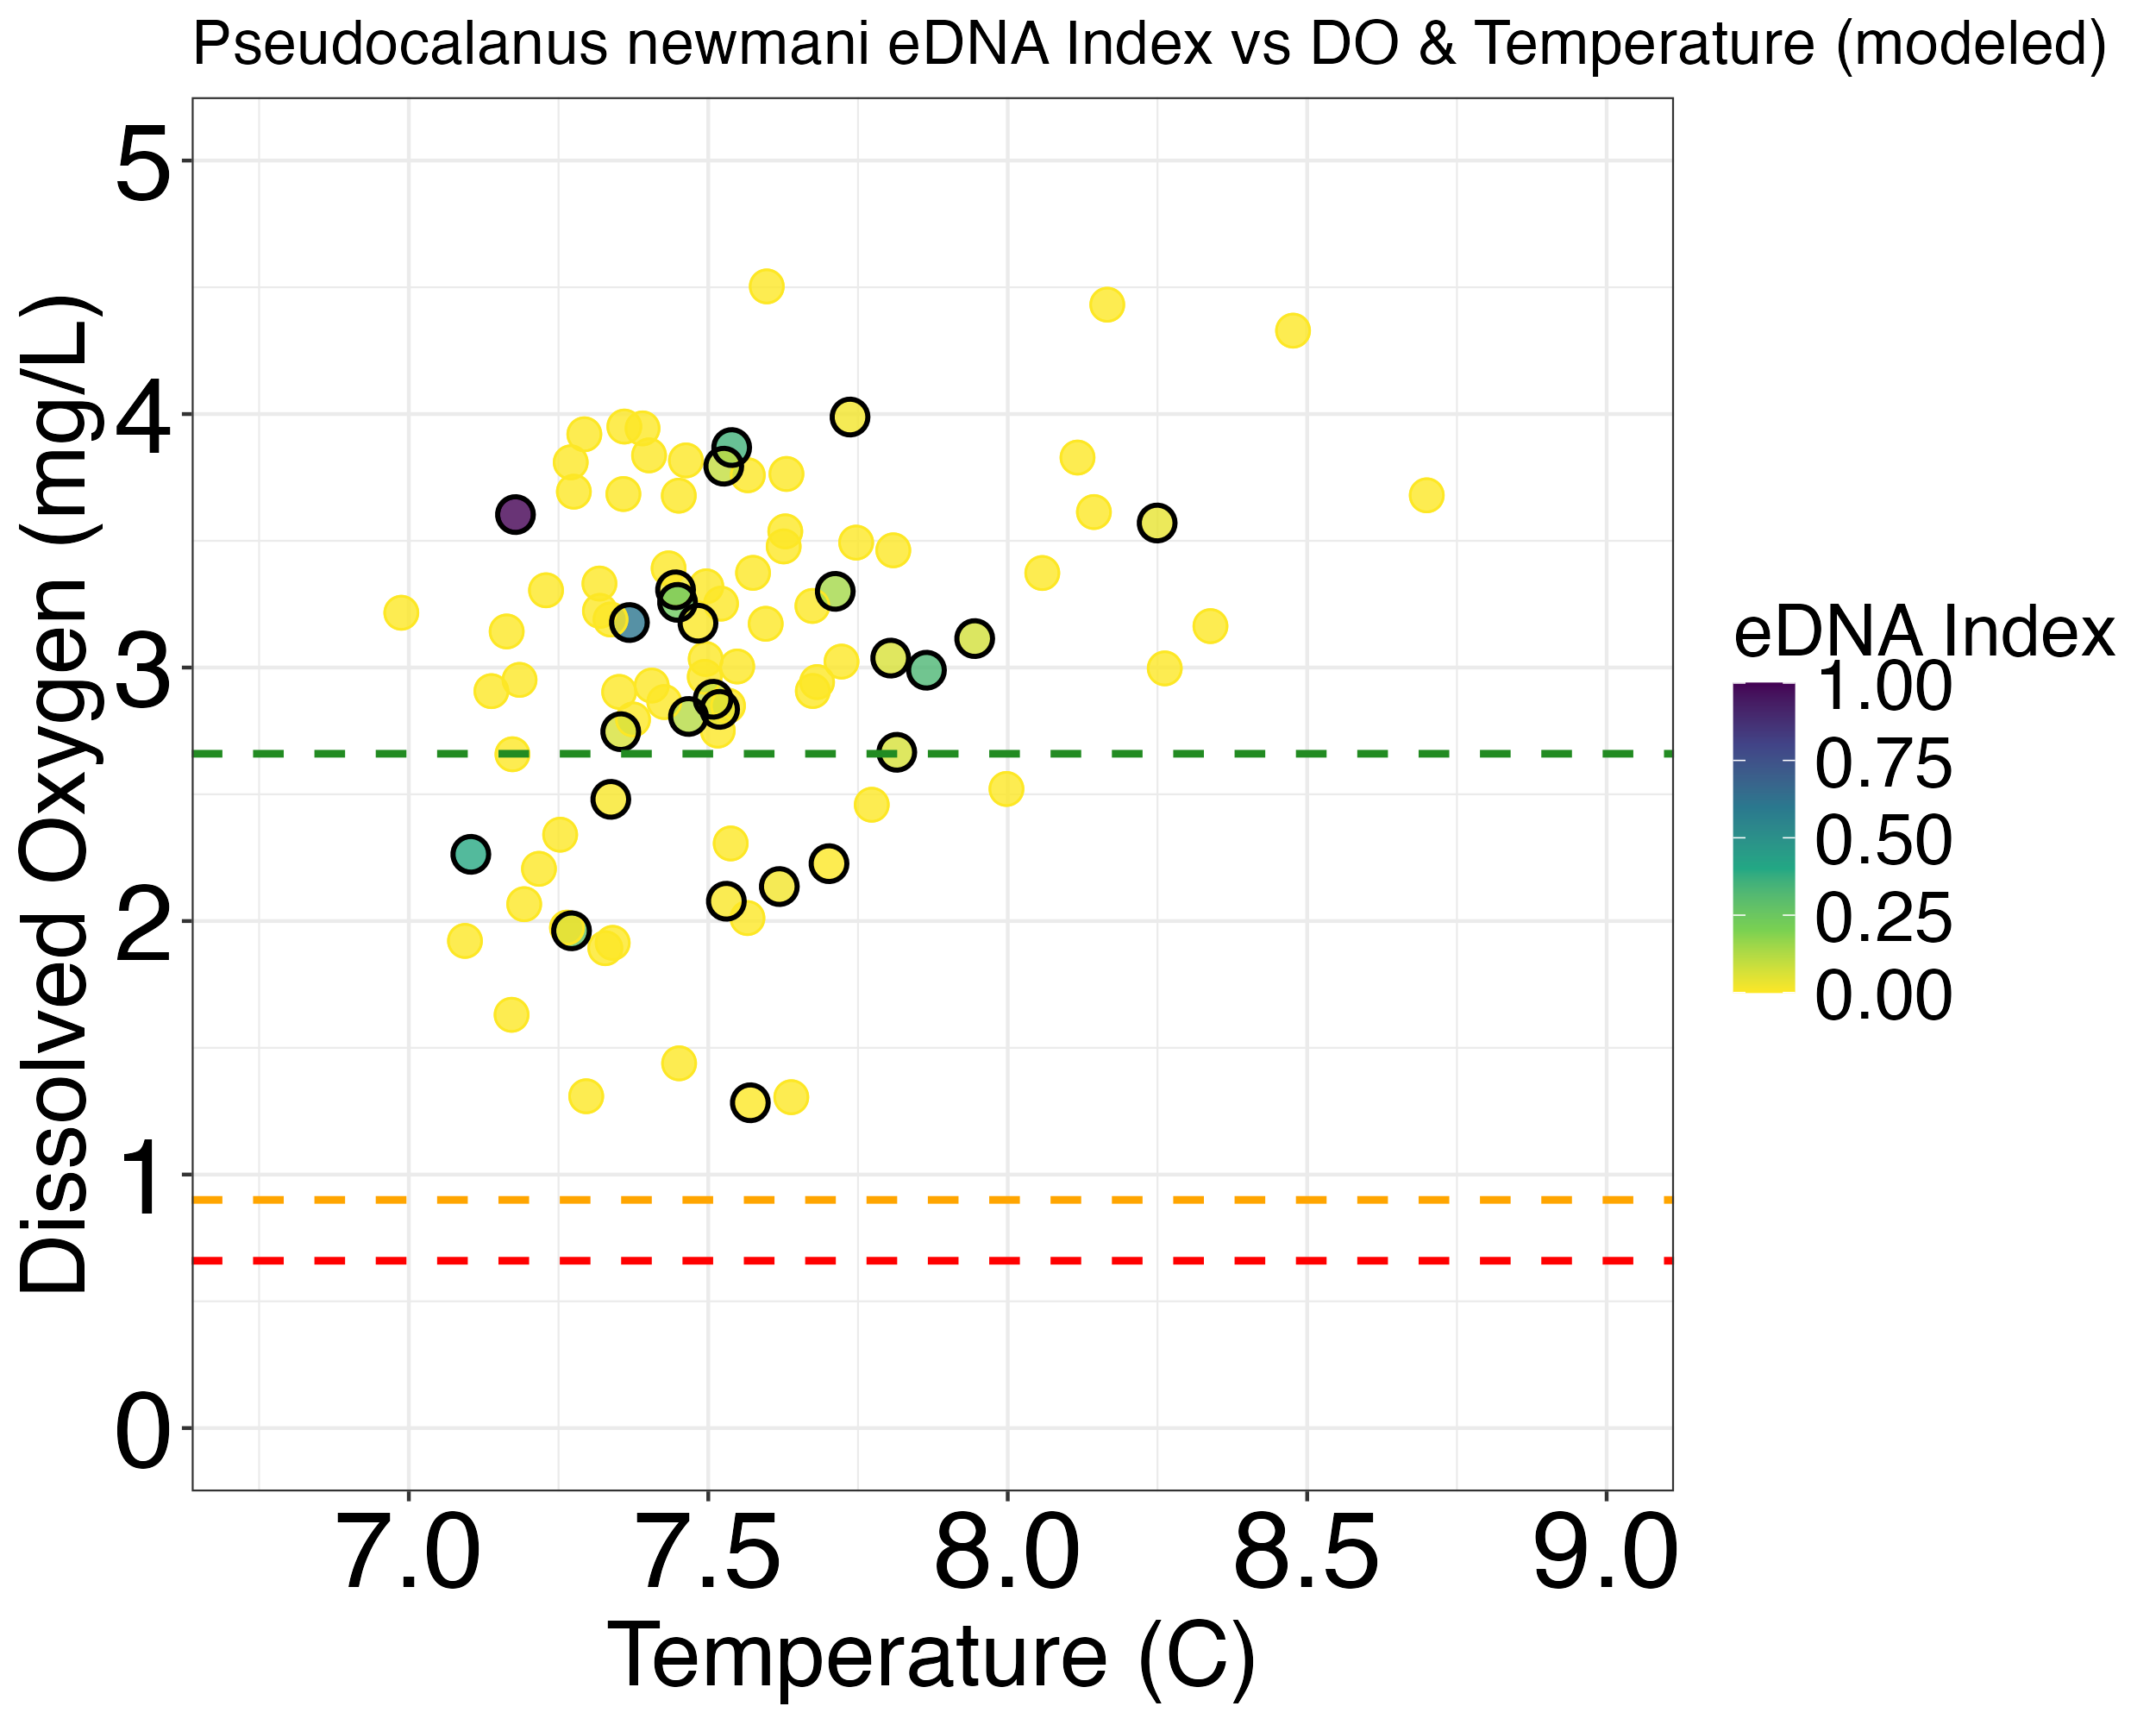 Pseudocalanus newmani eDNA Index vs DO & Temperature (modeled)
Dissolved Oxygen (mg/L)
5
4
3
2
1
0
7.0 7.5 8.0 8.5 9.0
Temperature (C)
eDNA Index
1.00
0.75
0.50
0.25
0.00